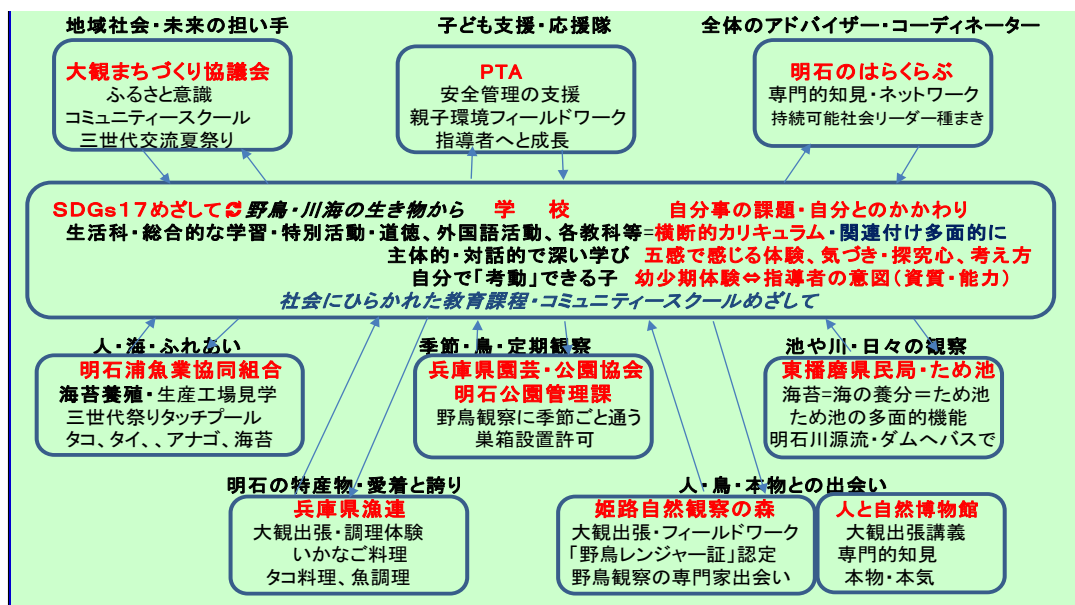 地域社会・未来の担い手
大観まちづくり協議会
ふるさと意識
コミュニティースクール
三世代交流夏祭り
子ども支援・応援隊
PTA
安全管理の支援
親子環境フィールドワーク
指導者へと成長
全体のアドバイザー・コーディネーター
明石のはらくらぶ
専門的知見・ネットワーク
持続可能社会リーダー種まき
SDGs17めざして 野鳥・川海の生き物から 学 校 自分事の課題・自分とのかかわり
生活科・総合的な学習・特別活動・道徳、外国語活動、各教科等=横断的カリキュラム・関連付け多面的に
主体的・対話的で深い学び 五感で感じる体験、気づき・探究心、考え方
自分で「考動」できる子 幼少期体験⇔指導者の意図(資質・能力)
社会にひらかれた教育課程・コミュニティースクールめざして
人・海・ふれあい
明石浦魚業協同組合
海苔養殖・生産工場見学
三世代祭りタッチプール
タコ、タイ、、アナゴ、海苔
季節・鳥・定期観察
兵庫県園芸・公園協会
明石公園管理課
野鳥観察に季節ごと通う
巣箱設置許可
池や川・日々の観察
東播磨県民局・ため池
海苔=海の養分=ため池
ため池の多面的機能
明石川源流・ダムへバスで
明石の特産物・愛着と誇り
兵庫県漁連
大観出張・調理体験
いかなご料理
タコ料理、魚調理
人・鳥・本物との出会い
姫路自然観察の森
大観出張・フィールドワーク
「野鳥レンジャー証」認定
野鳥観察の専門家出会い
人と自然博物館
大観出張講義
専門的知見
本物・本気